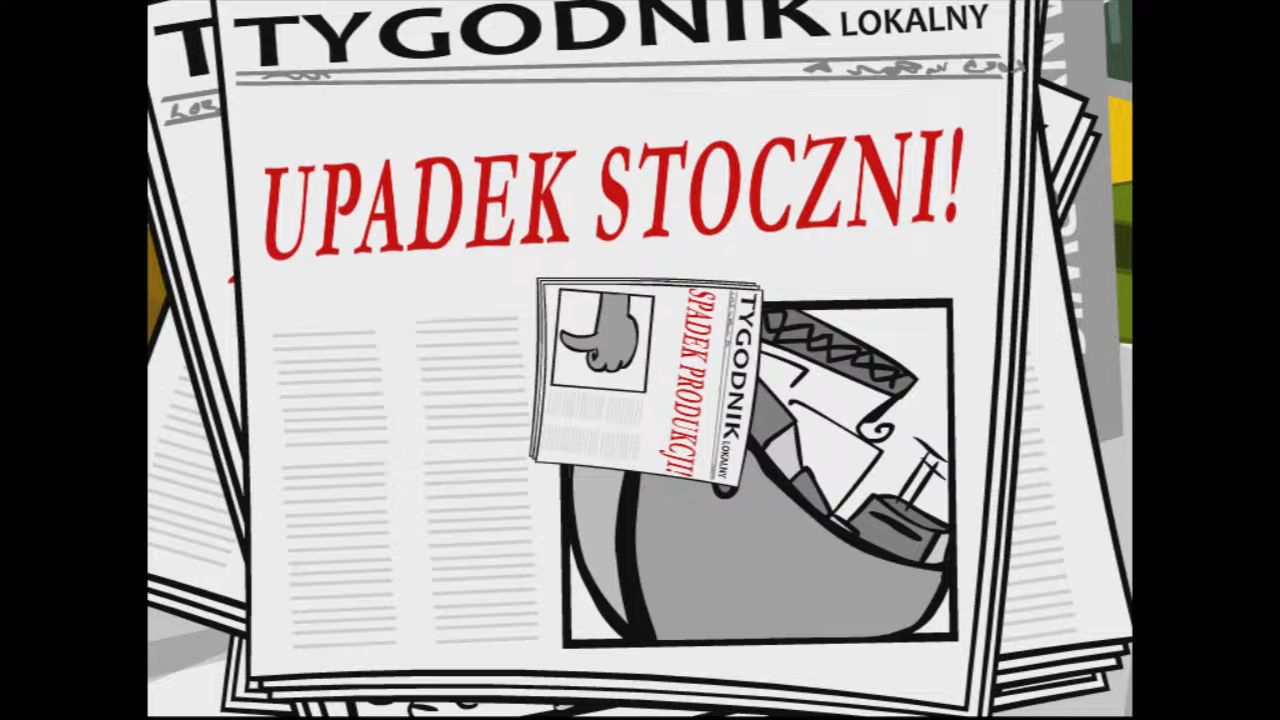 TYGODNIK LOKALNY
UPADEK STOCZNI!
TYGODNIK LOKALNY
SPADEK PRODUKCJI!